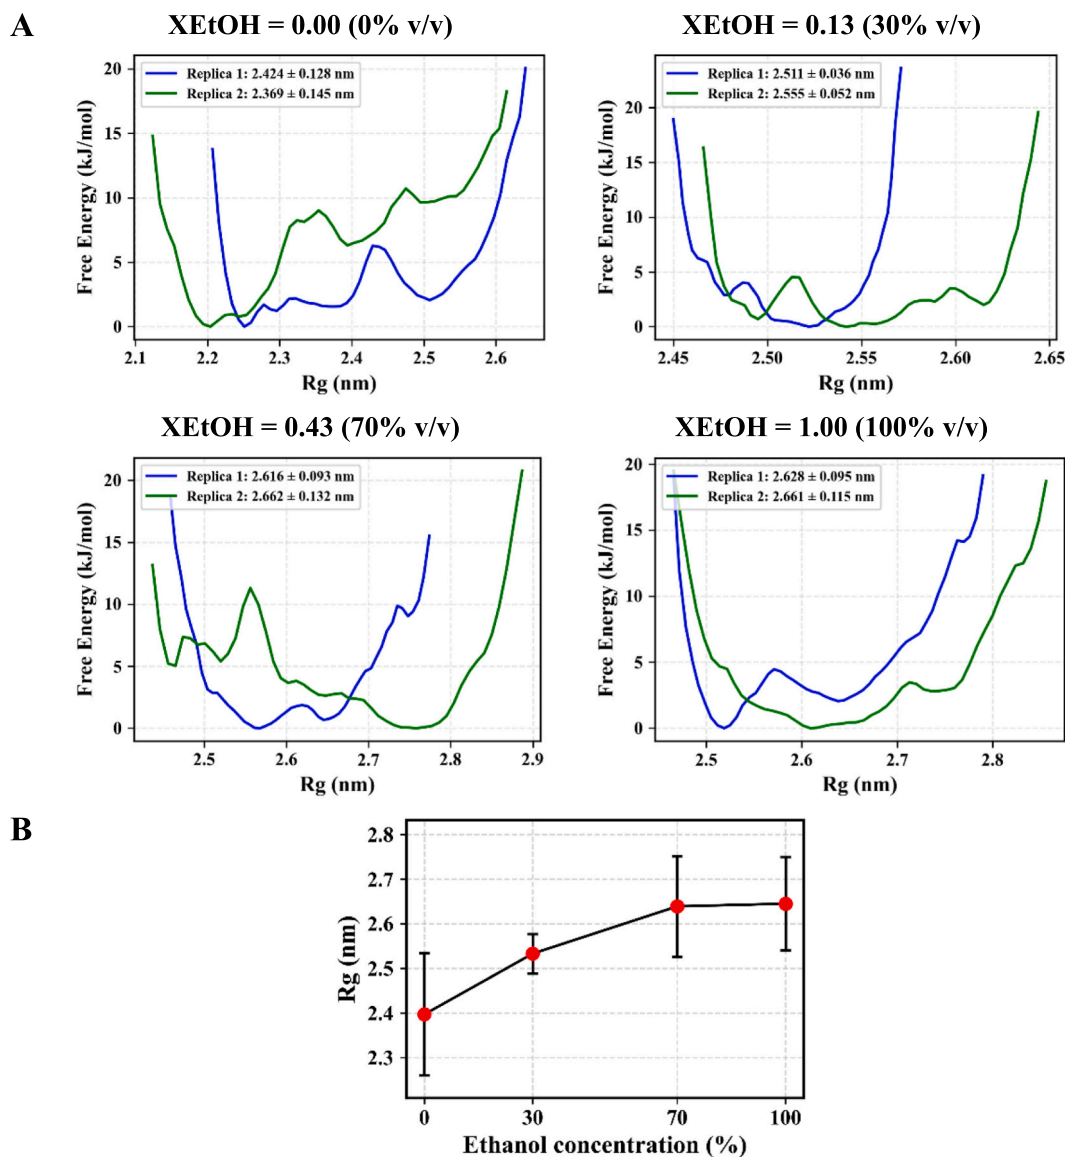 A
XEtOH = 0.00 (0% v/v)
XEtOH = 0.13 (30% v/v)
Replica 1: 2.424 ± 0.128 nm
Replica 2: 2.369 ± 0.145 nm
Free Energy (kJ/mol)
20
15
10
5
0
2.1 2.2 2.3 2.4 2.5 2.6
Rg (nm)
Replica 1: 2.511 ± 0.036 nm
Replica 2: 2.555 ± 0.052 nm
Free Energy (kJ/mol)
20
15
10
5
0
2.45 2.50 2.55 2.60 2.65
Rg (nm)
XEtOH = 0.43 (70% v/v)
XEtOH = 1.00 (100% v/v)
Replica 1: 2.616 ± 0.093 nm
Replica 2: 2.662 ± 0.132 nm
Free Energy (kJ/mol)
20
15
10
5
0
2.5 2.6 2.7 2.8 2.9
Rg (nm)
Replica 1: 2.628 ± 0.095 nm
Replica 2: 2.661 ± 0.115 nm
Free Energy (kJ/mol)
20
15
10
5
0
2.5 2.6 2.7 2.8
Rg (nm)
B
Rg (nm)
2.8
2.7
2.6
2.5
2.4
2.3
0 30 70 100
Ethanol concentration (%)